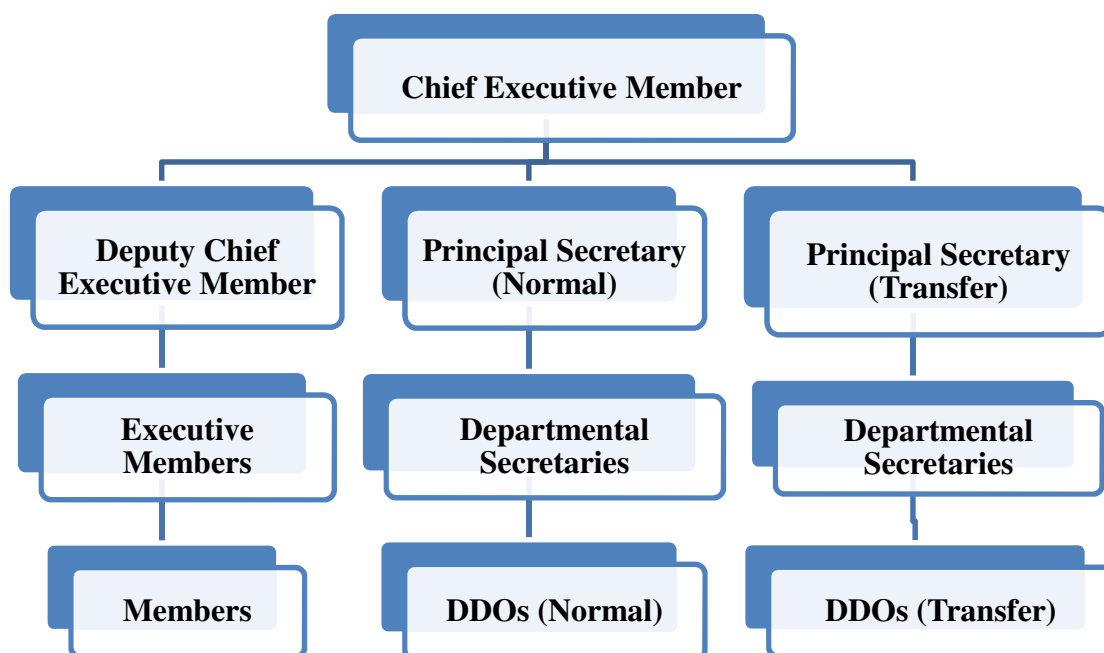 Chief Executive Member
Deputy Chief
Executive Member
Principal Secretary
(Normal)
Principal Secretary
(Transfer)
Executive
Members
Departmental
Secretaries
Departmental
Secretaries
Members
DDOs (Normal)
DDOs (Transfer)